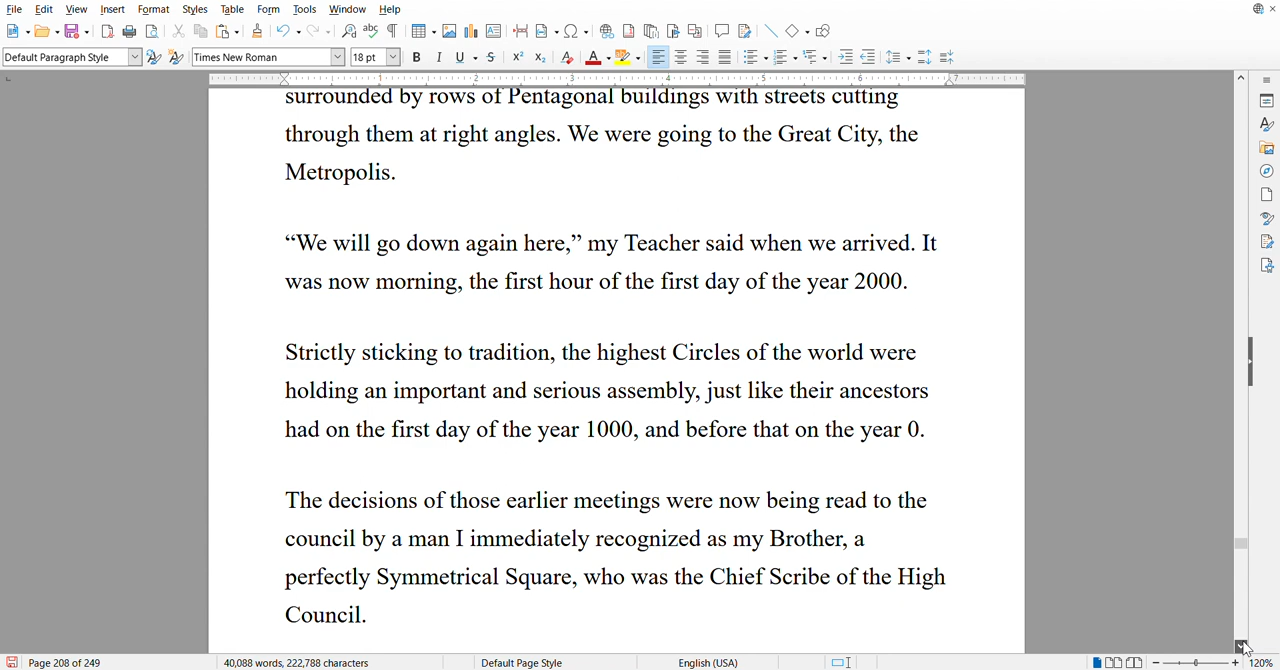 File Edit View Insert Format Styles Table Form Tools Window Help
Default Paragraph Style Times New Roman 18 pt
1 2 3 4 5 6 7
surrounded by rows of Pentagonal buildings with streets cutting
through them at right angles. We were going to the Great City, the
Metropolis.
“We will go down again here,” my Teacher said when we arrived. It
was now morning, the first hour of the first day of the year 2000.
Strictly sticking to tradition, the highest Circles of the world were
holding an important and serious assembly, just like their ancestors
had on the first day of the year 1000, and before that on the year 0.
The decisions of those earlier meetings were now being read to the
council by a man I immediately recognized as my Brother, a
perfectly Symmetrical Square, who was the Chief Scribe of the High
Council.
Page 208 of 249 40,088 words, 222,788 characters Default Page Style English (USA) 120%